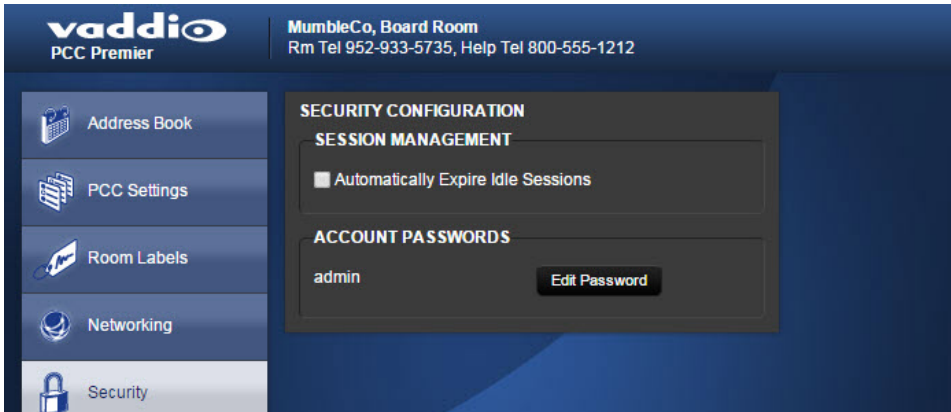 vaddio
PCC Premier
MumbleCo, Board Room
Rm Tel 952-933-5735, Help Tel 800-555-1212
Address Book
PCC Settings
Room Labels
Networking
Security
SECURITY CONFIGURATION
SESSION MANAGEMENT
Automatically Expire Idle Sessions
ACCOUNT PASSWORDS
admin
Edit Password